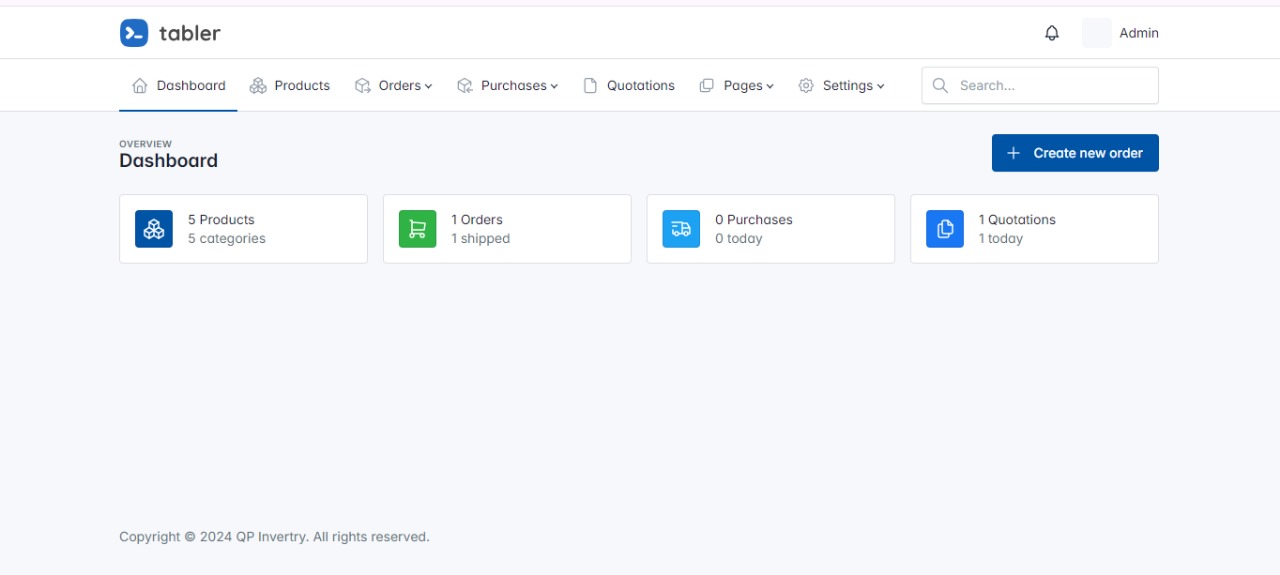 tabler
Admin
Dashboard Products Orders Purchases Quotations Pages Settings Search...
OVERVIEW
Dashboard
Create new order
5 Products
5 categories
1 Orders
1 shipped
0 Purchases
0 today
1 Quotations
1 today
Copyright © 2024 QP Invertry. All rights reserved.